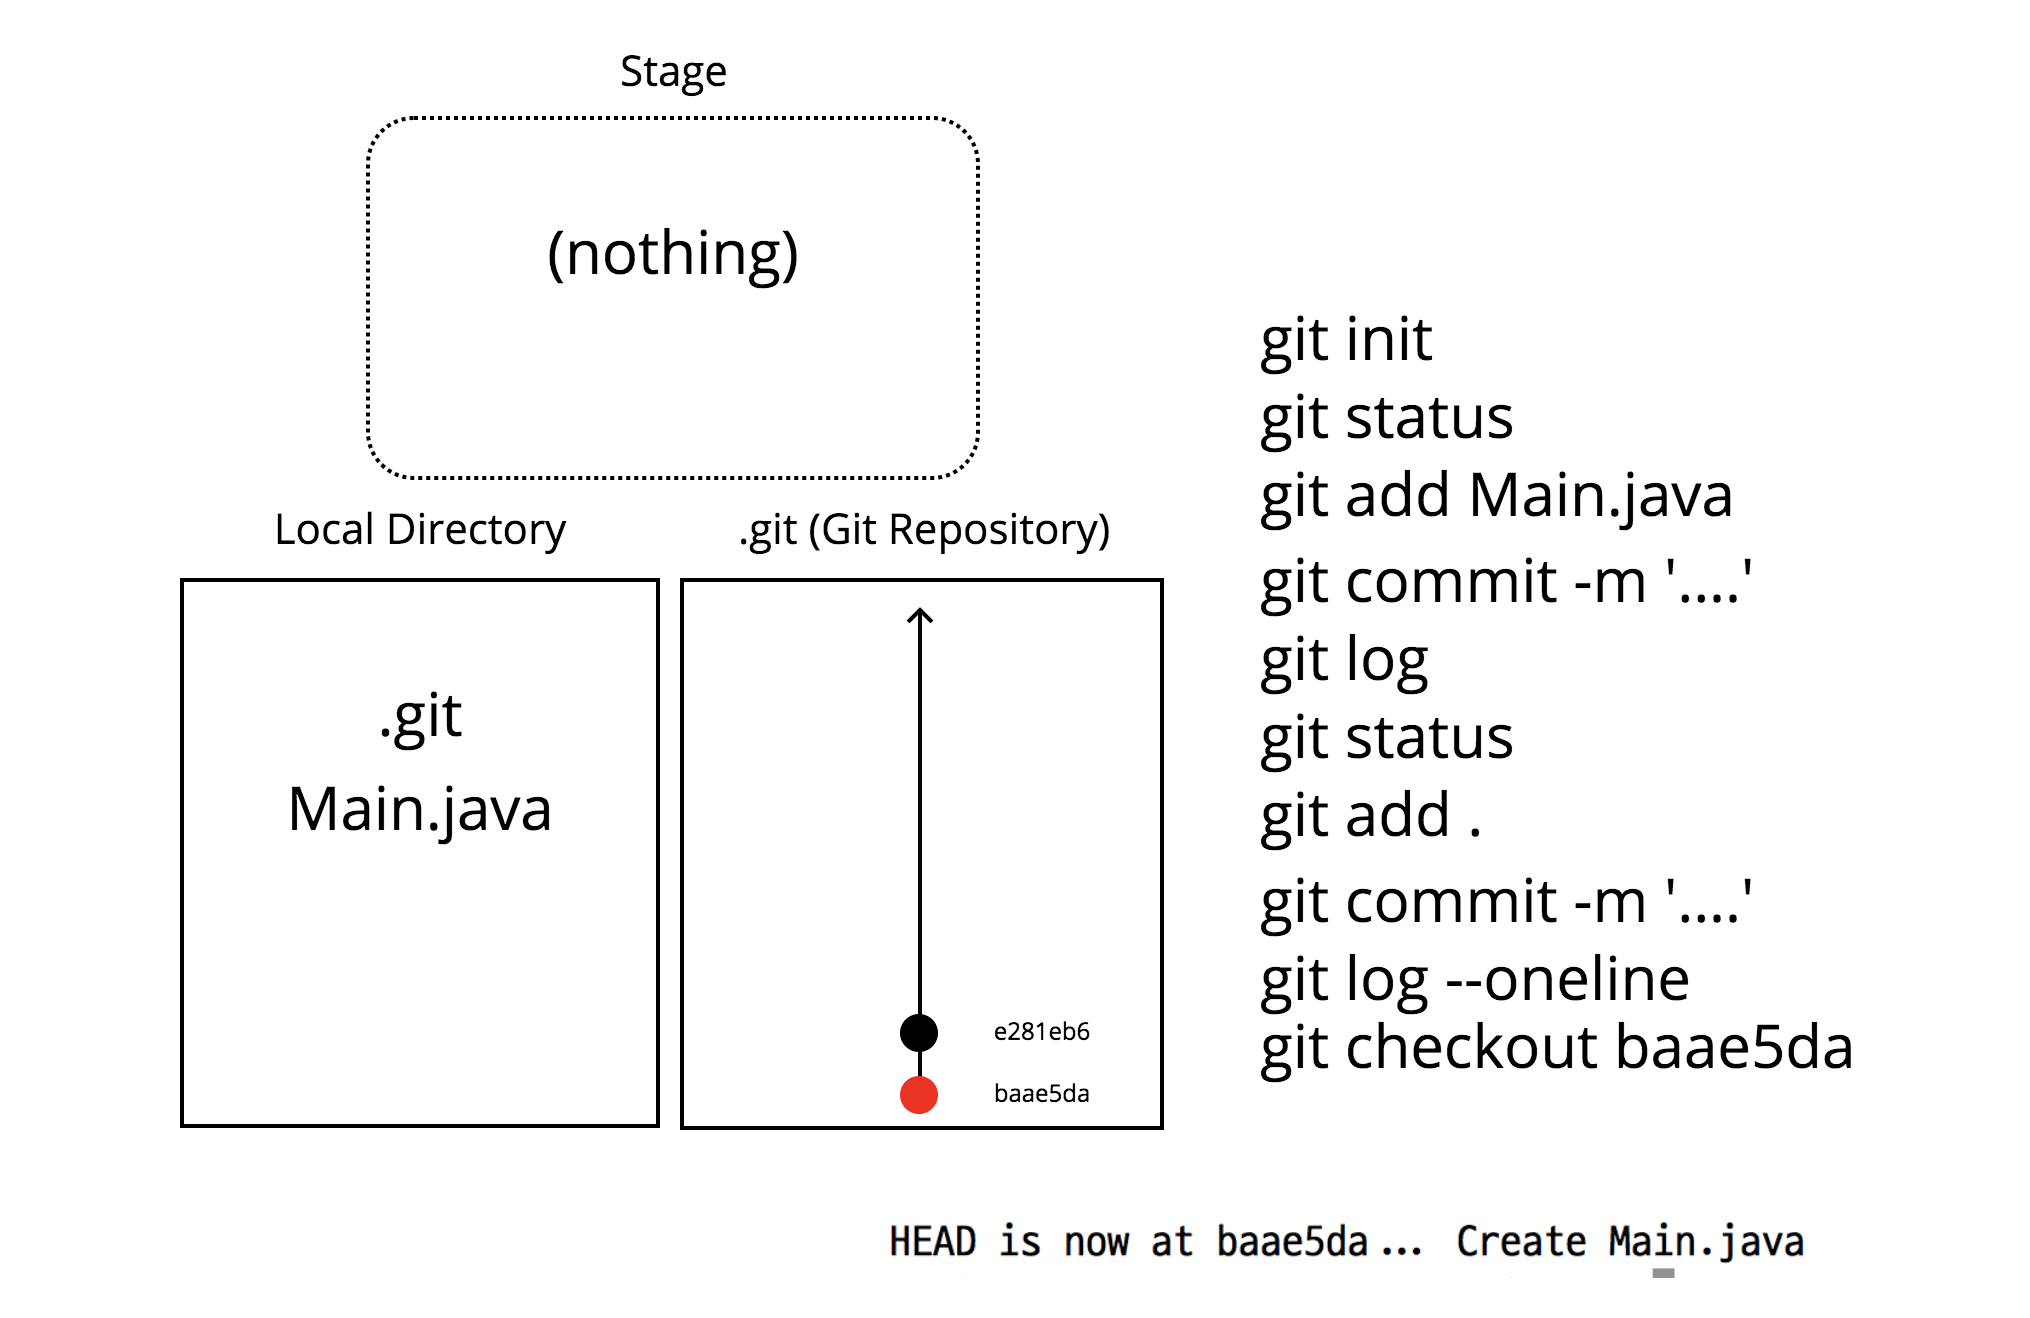 Stage
(nothing)
Local Directory
.git (Git Repository)
.git
Main.java
e281eb6
baae5da
git init
git status
git add Main.java
git commit -m '....'
git log
git status
git add .
git commit -m '....'
git log --oneline
git checkout baae5da
HEAD is now at baae5da... Create Main.java